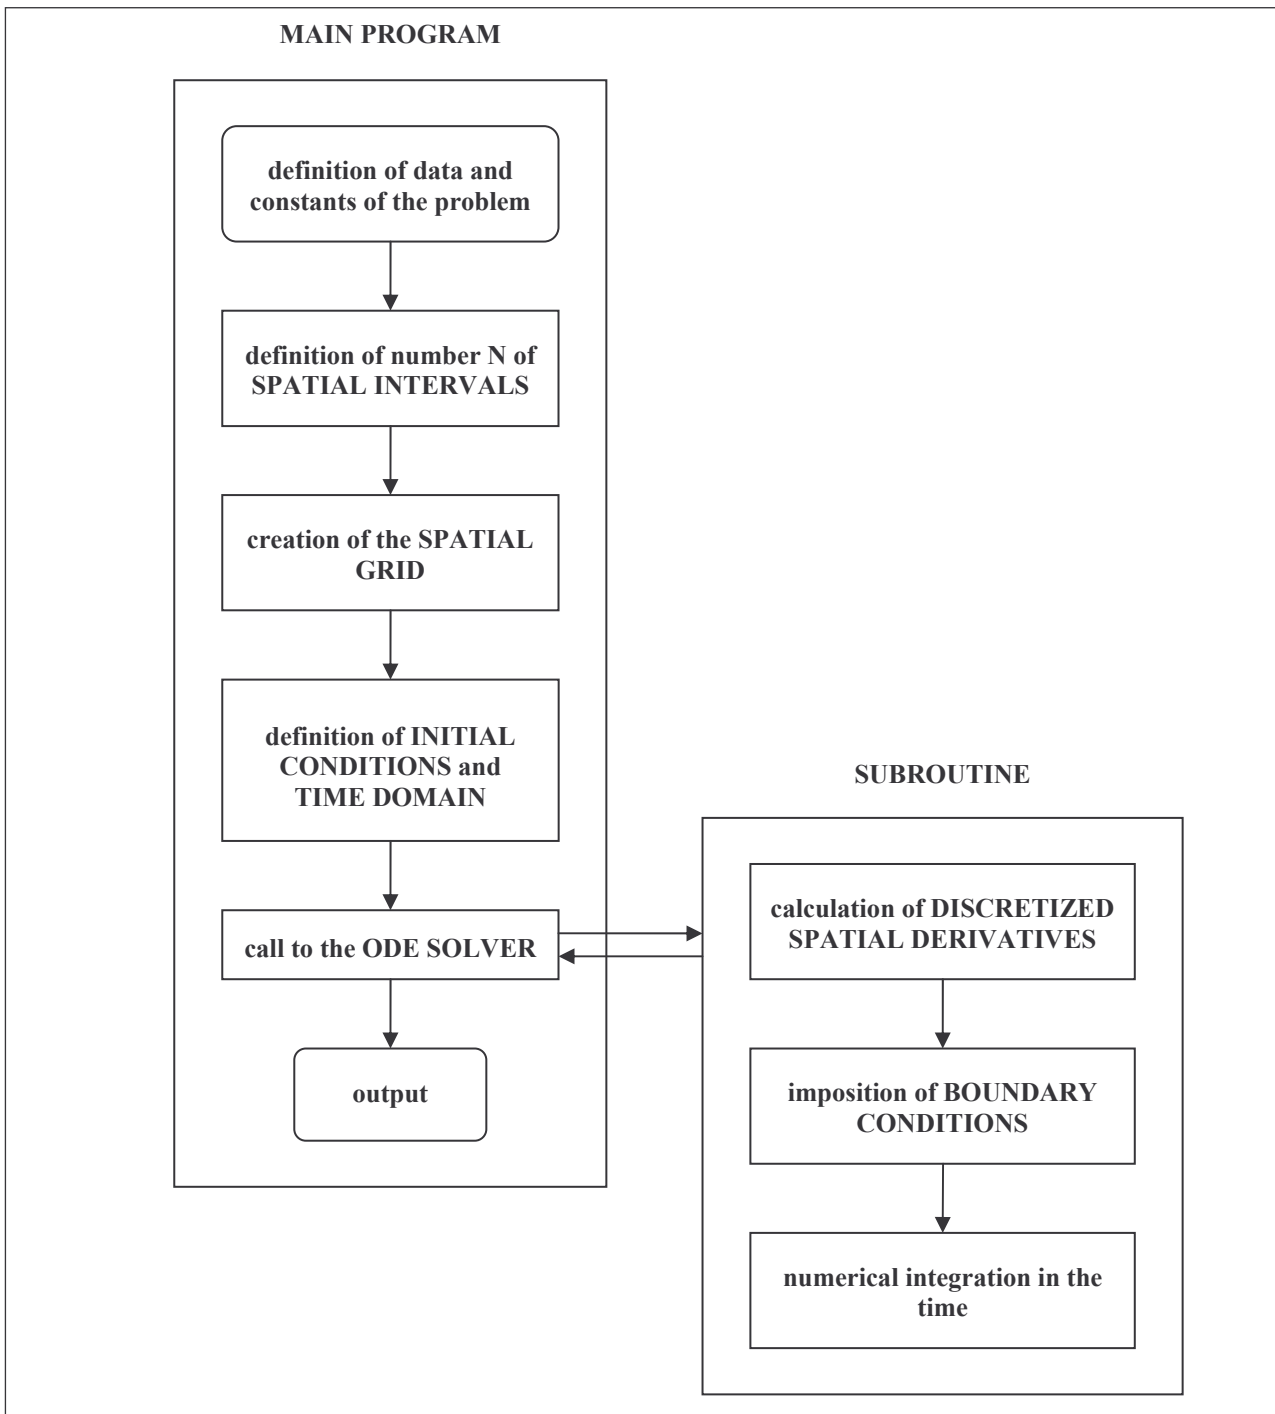 MAIN PROGRAM
definition of data and
constants of the problem
definition of number N of
SPATIAL INTERVALS
creation of the SPATIAL
GRID
definition of INITIAL
CONDITIONS and
TIME DOMAIN
call to the ODE SOLVER
output
SUBROUTINE
calculation of DISCRETIZED
SPATIAL DERIVATIVES
imposition of BOUNDARY
CONDITIONS
numerical integration in the
time